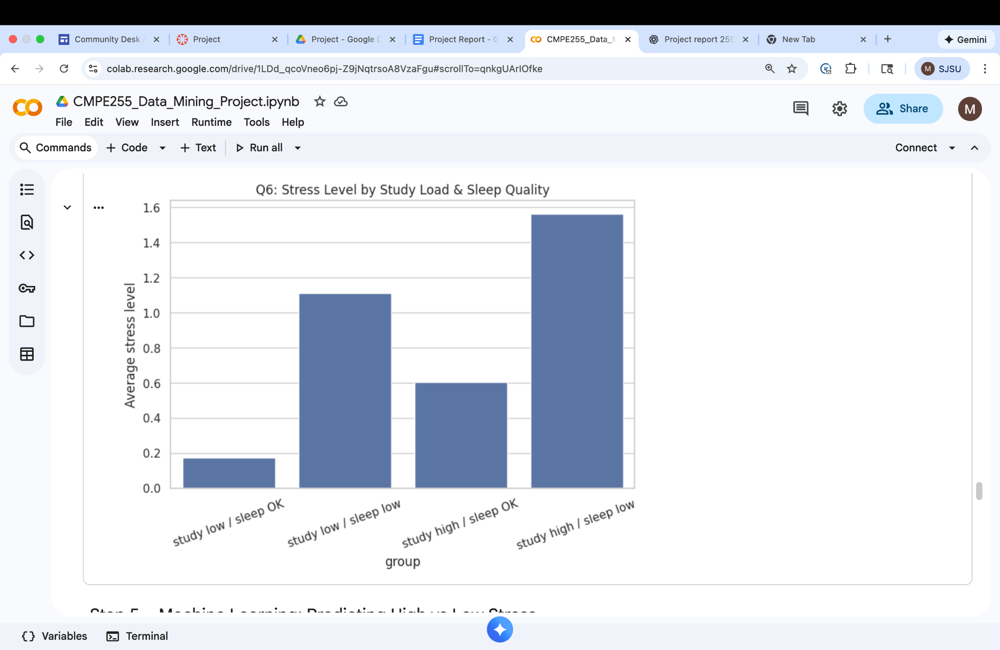 Community Desk
Project
Project - Google D
Project Report - G
CMPE255_Data_M
Project report 255
New Tab
Gemini
colab.research.google.com/drive/1LDd_qcoVneo6pj-Z9jNqtrsoA8VzaFgu#scrollTo=qnkgUArIOfke
M SJSU
CMPE255_Data_Mining_Project.ipynb
File Edit View Insert Runtime Tools Help
Share
M
Commands + Code + Text Run all
Connect
Q6: Stress Level by Study Load & Sleep Quality
1.6
1.4
1.2
1.0
0.8
0.6
0.4
0.2
0.0
Average stress level
study low / sleep OK
study low / sleep low
study high / sleep OK
study high / sleep low
group
Step 5 – Machine Learning: Predicting High vs Low Stress
Variables
Terminal